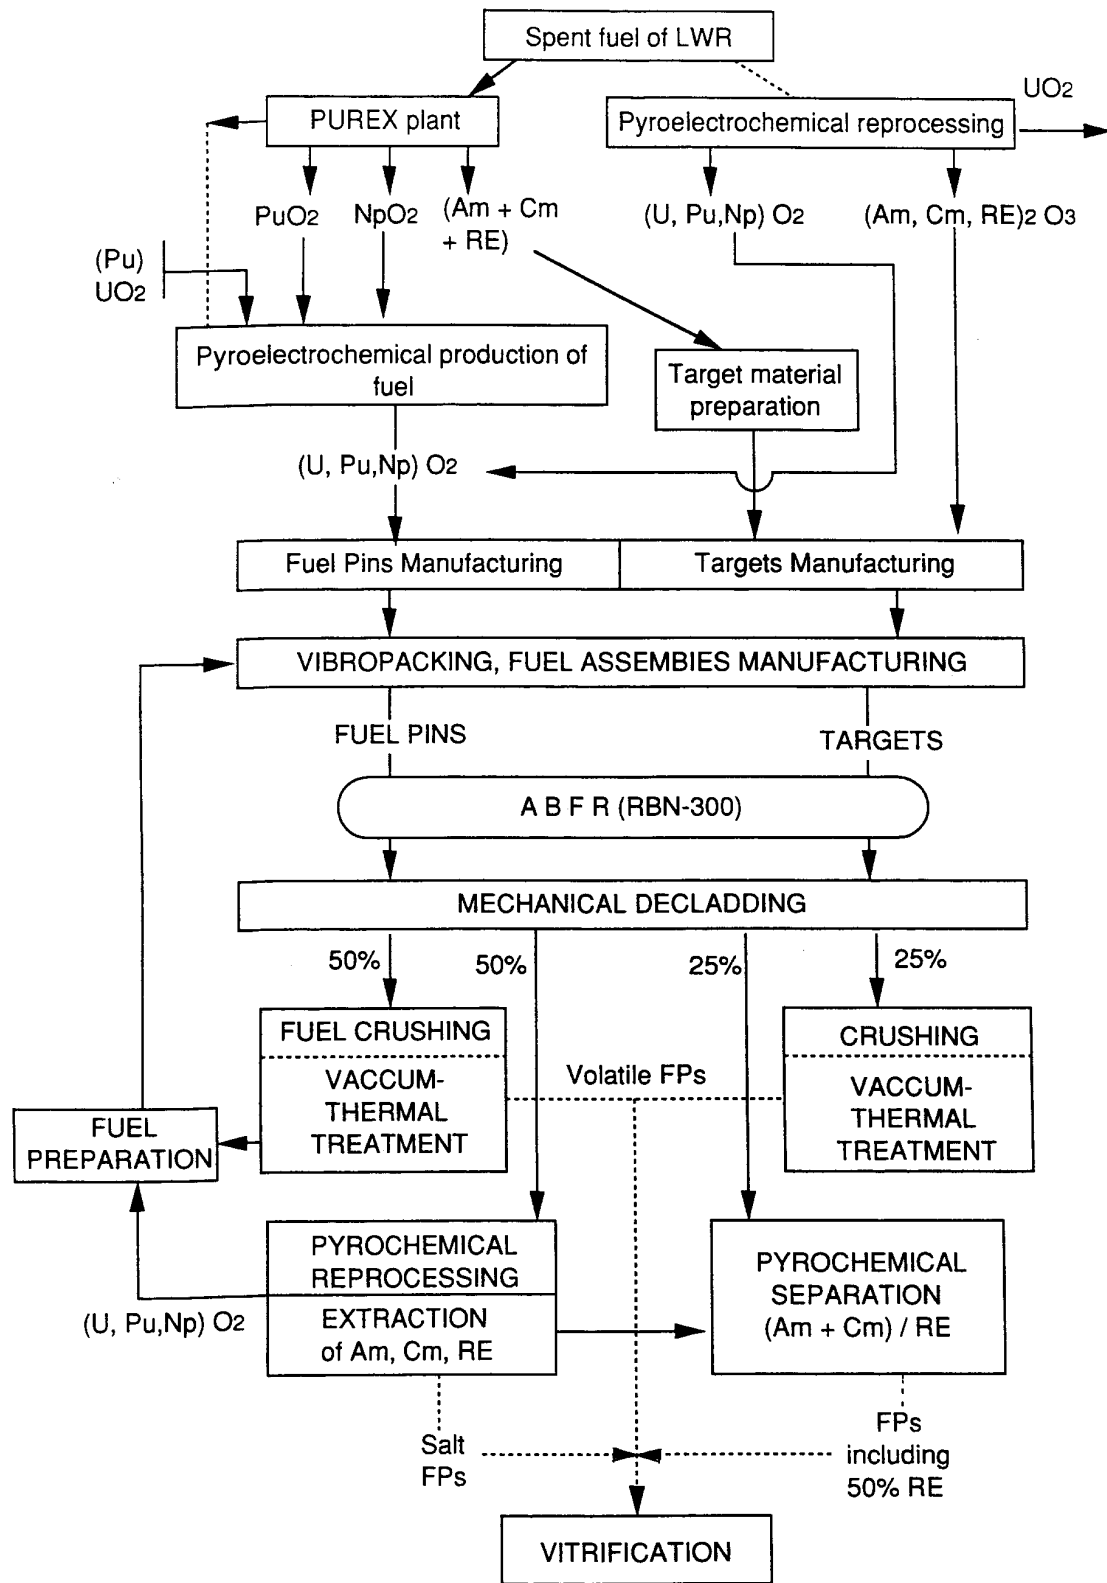 Spent fuel of LWR
UO2
PUREX plant
Pyroelectrochemical reprocessing
PuO2
NpO2
(Am + Cm
+ RE)
(U, Pu,Np) O2
(Am, Cm, RE)2 O3
(Pu)
UO2
Pyroelectrochemical production of
fuel
Target material
preparation
(U, Pu,Np) O2
Fuel Pins Manufacturing
Targets Manufacturing
VIBROPACKING, FUEL ASSEMBIES MANUFACTURING
FUEL PINS
TARGETS
A B F R (RBN-300)
MECHANICAL DECLADDING
50%
50%
25%
25%
FUEL CRUSHING
VACCUM-
THERMAL
TREATMENT
Volatile FPs
CRUSHING
VACCUM-
THERMAL
TREATMENT
FUEL
PREPARATION
PYROCHEMICAL
REPROCESSING
EXTRACTION
of Am, Cm, RE
PYROCHEMICAL
SEPARATION
(Am + Cm) / RE
(U, Pu,Np) O2
Salt
FPs
FPs
including
50% RE
VITRIFICATION